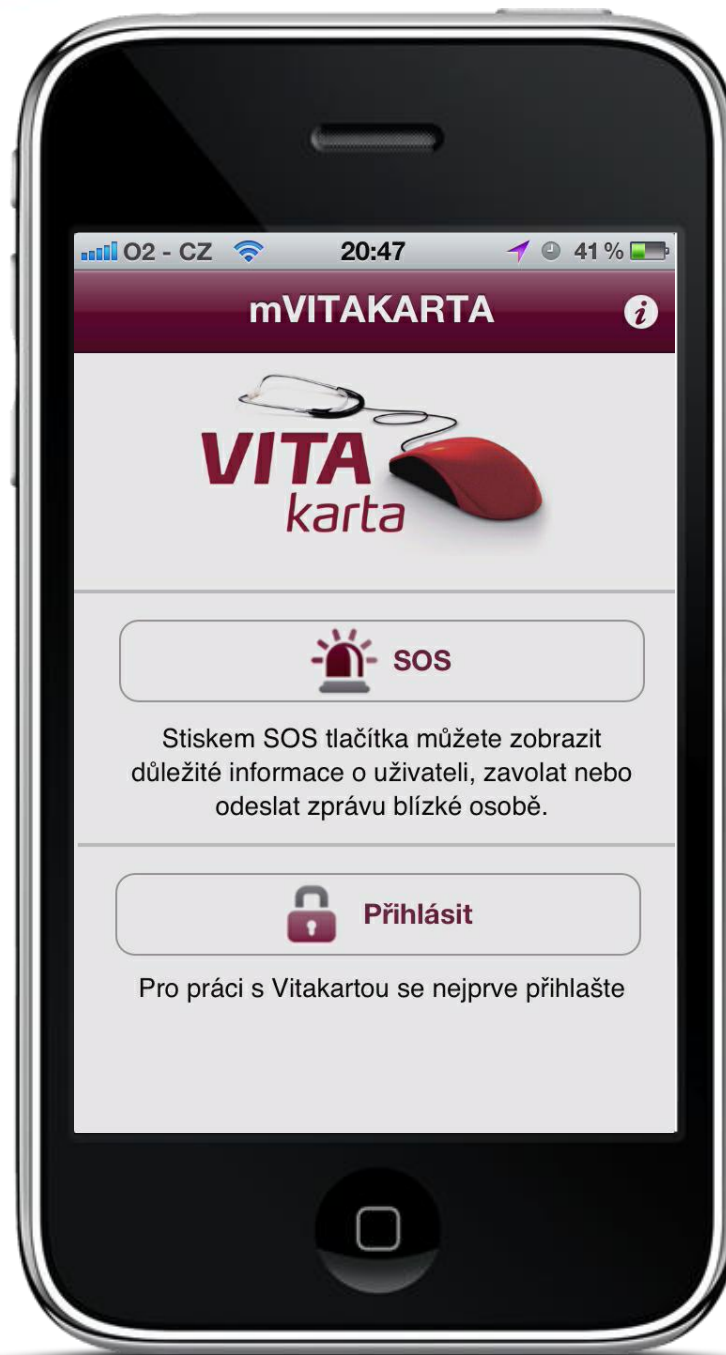 O2 - CZ 20:47 41 %
mVITAKARTA i
VITA
karta
SOS
Stiskem SOS tlačítka můžete zobrazit
důležité informace o uživateli, zavolat nebo
odeslat zprávu blízké osobě.
Přihlásit
Pro práci s Vitakartou se nejprve přihlašte